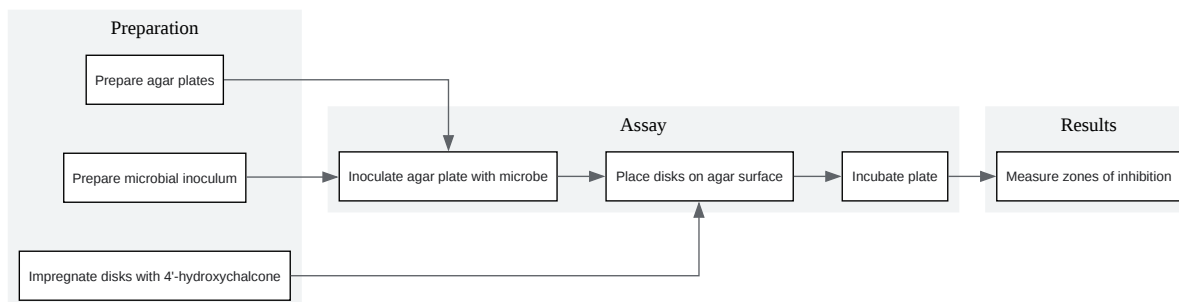 Preparation
Prepare agar plates
Prepare microbial inoculum
Impregnate disks with 4'-hydroxychalcone
Assay
Inoculate agar plate with microbe
Place disks on agar surface
Incubate plate
Results
Measure zones of inhibition